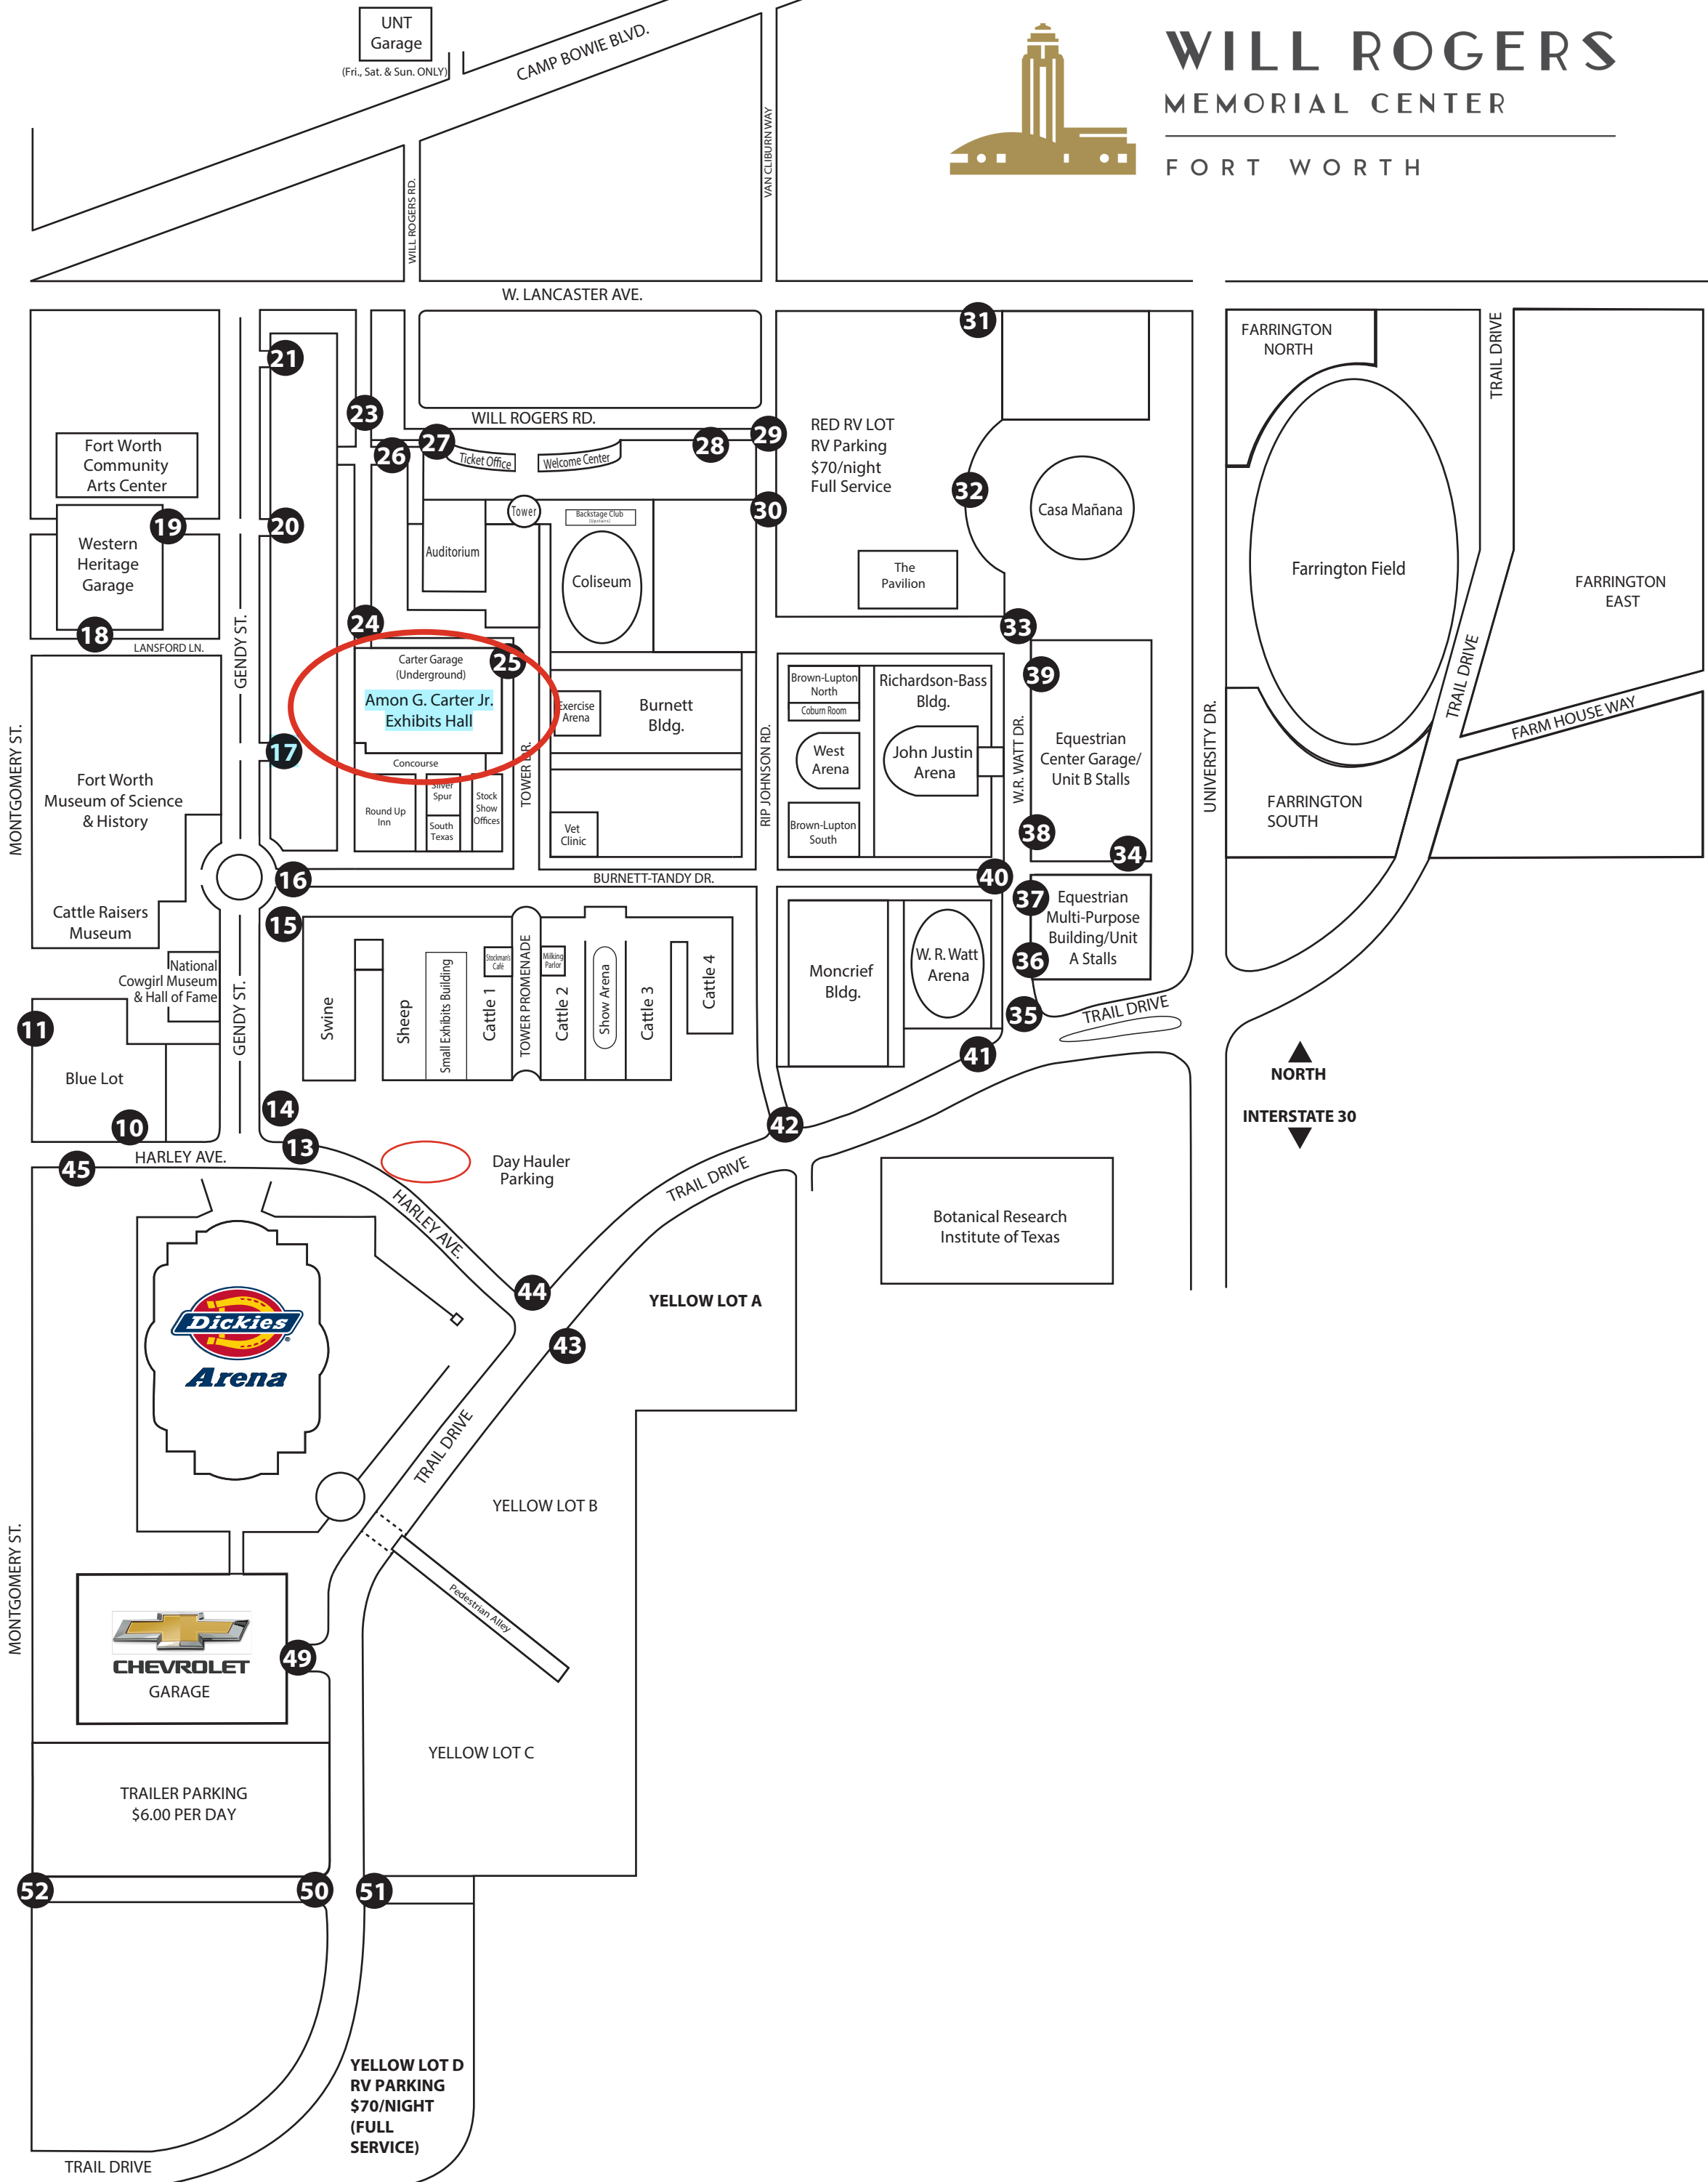 UNT
Garage
(Fri., Sat. & Sun. ONLY)
CAMP BOWIE BLVD.
WILL ROGERS
MEMORIAL CENTER
FORT WORTH
WILL ROGERS RD.
VAN CLIBURN WAY
W. LANCASTER AVE.
31
FARRINGTON
NORTH
TRAIL DRIVE
21
23
WILL ROGERS RD.
RED RV LOT
RV Parking
$70/night
Full Service
29
28
27
26
Ticket Office
Welcome Center
Fort Worth
Community
Arts Center
32
Casa Mañana
30
Tower
Backstage Club
(Upstairs)
19
20
Western
Heritage
Garage
Auditorium
Coliseum
The
Pavilion
Farrington Field
FARRINGTON
EAST
18
LANSFORD LN.
GENDY ST.
24
33
25
Carter Garage
(Underground)
Amon G. Carter Jr.
Exhibits Hall
Exercise
Arena
Burnett
Bldg.
Brown-Lupton
North
Coburn Room
Richardson-Bass
Bldg.
39
TRAIL DRIVE
FARM HOUSE WAY
MONTGOMERY ST.
17
Concourse
TOWER DR.
RIP JOHNSON RD.
West
Arena
John Justin
Arena
W.R. WATT DR.
Equestrian
Center Garage/
Unit B Stalls
UNIVERSITY DR.
Fort Worth
Museum of Science
& History
Round Up
Inn
Silver
Spur
South
Texas
Stock
Show
Offices
Vet
Clinic
Brown-Lupton
South
38
34
FARRINGTON
SOUTH
16
BURNETT-TANDY DR.
40
37
Equestrian
Multi-Purpose
Building/Unit
A Stalls
36
Cattle Raisers
Museum
15
National
Cowgirl Museum
& Hall of Fame
GENDY ST.
Swine
Sheep
Small Exhibits Building
Stockman's
Café
Cattle 1
TOWER PROMENADE
Milking
Parlor
Cattle 2
Show Arena
Cattle 3
Cattle 4
Moncrief
Bldg.
W. R. Watt
Arena
35
TRAIL DRIVE
11
Blue Lot
41
NORTH
INTERSTATE 30
10
14
13
42
45
HARLEY AVE.
Day Hauler
Parking
HARLEY AVE.
TRAIL DRIVE
Botanical Research
Institute of Texas
44
YELLOW LOT A
43
Dickies
®
Arena
TRAIL DRIVE
YELLOW LOT B
MONTGOMERY ST.
Pedestrian Alley
CHEVROLET
GARAGE
49
YELLOW LOT C
TRAILER PARKING
$6.00 PER DAY
52
50
51
YELLOW LOT D
RV PARKING
$70/NIGHT
(FULL
SERVICE)
TRAIL DRIVE